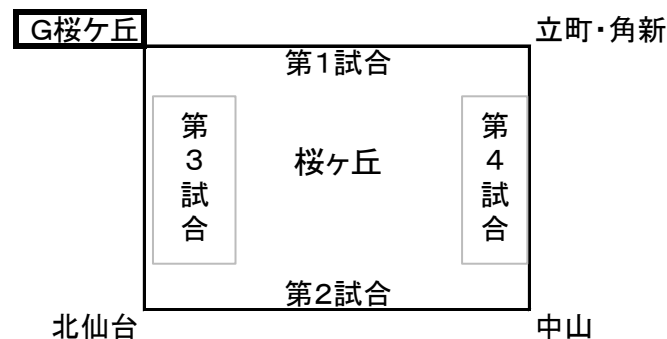 G桜ケ丘
立町・角新
第1試合
第3試合
桜ヶ丘
第4試合
第2試合
北仙台
中山